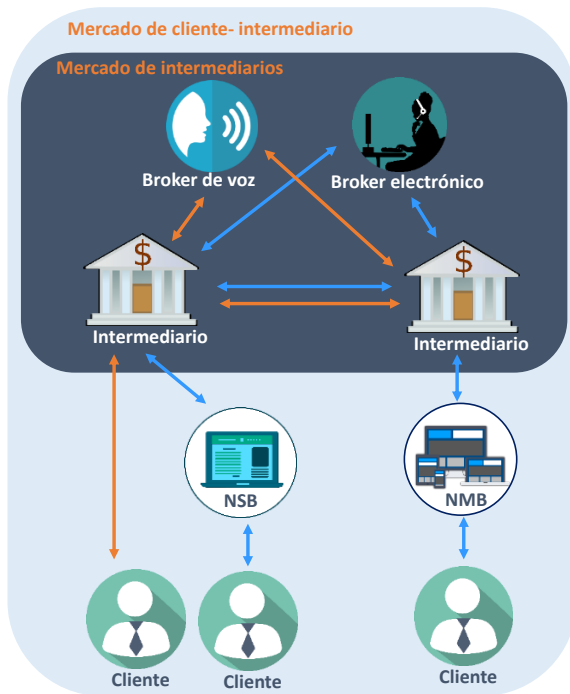 Mercado de cliente- intermediario
Mercado de intermediarios
Broker de voz
Broker electrónico
$
$
Intermediario
Intermediario
NSB
NMB
Cliente
Cliente
Cliente